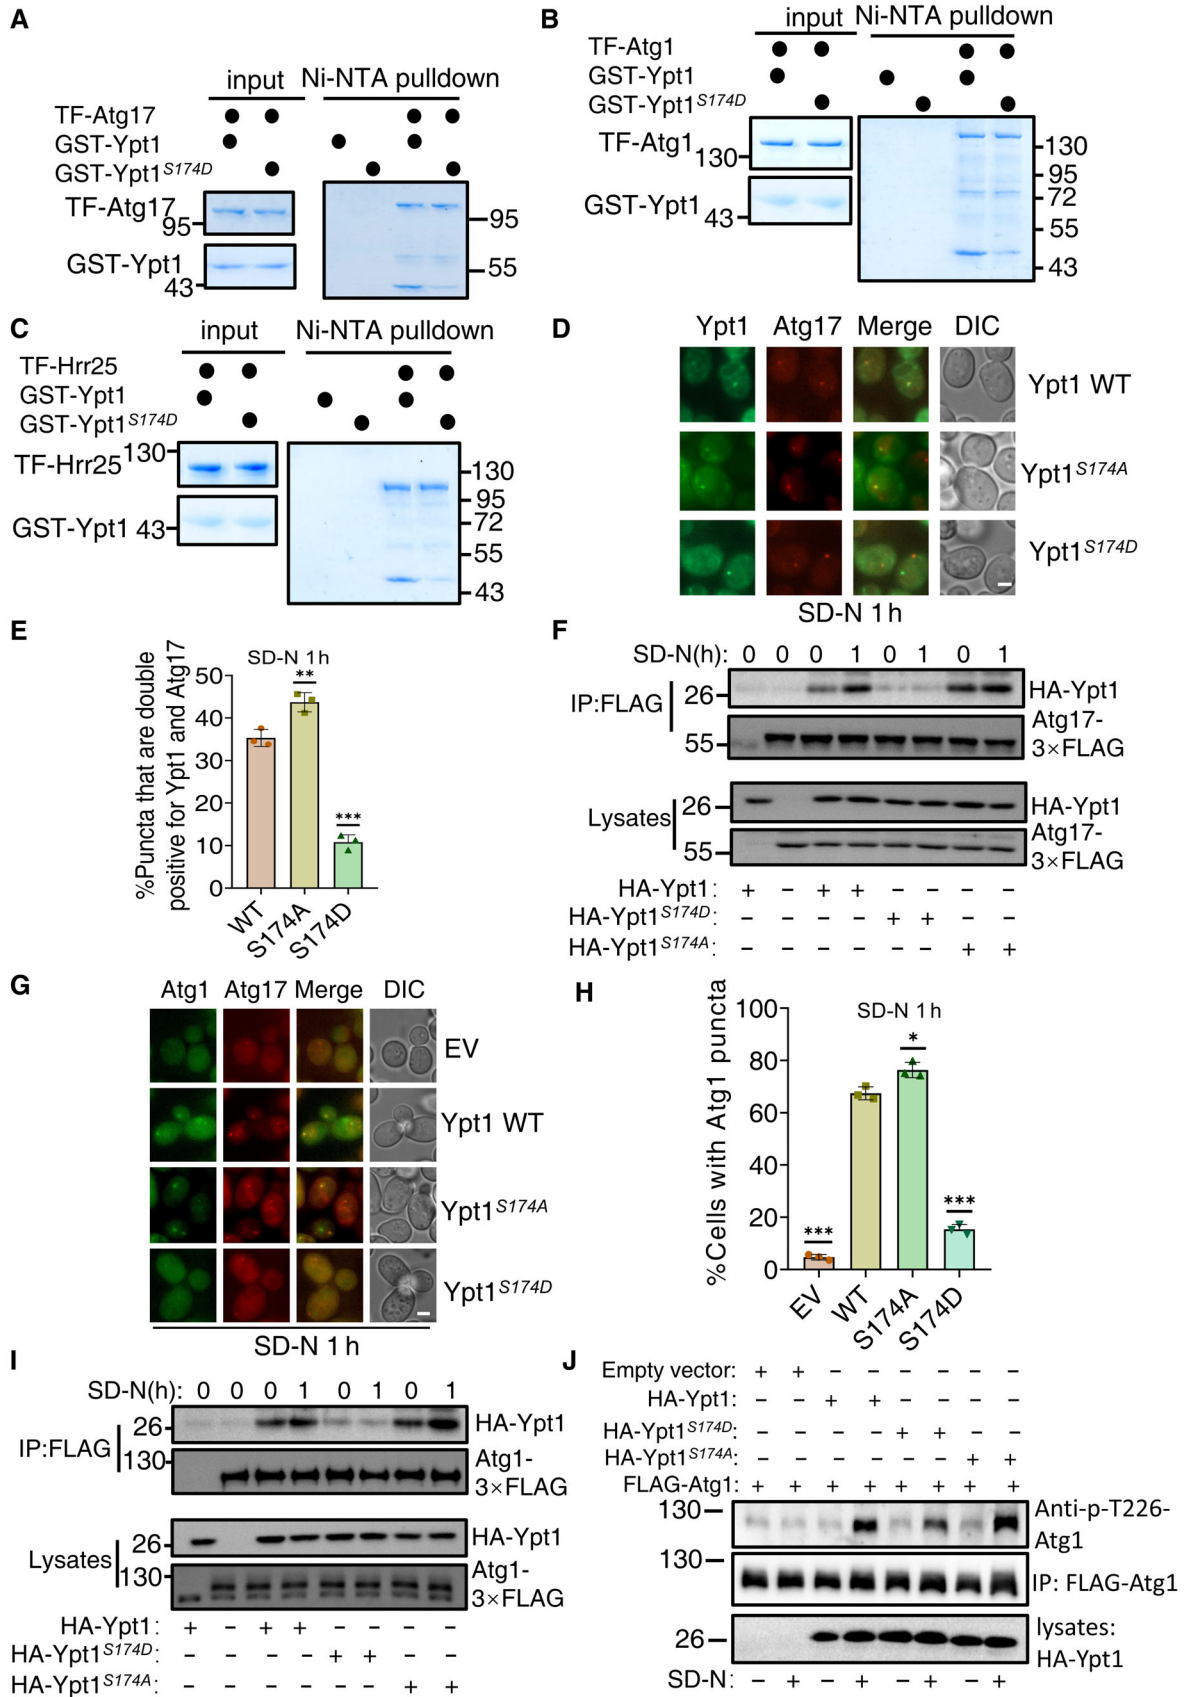 A
input Ni-NTA pulldown
TF-Atg17
GST-Ypt1
GST-Ypt1S174D
TF-Atg17
95
95
GST-Ypt1
55
43
B
input Ni-NTA pulldown
TF-Atg1
GST-Ypt1
GST-Ypt1S174D
TF-Atg1
130
130
95
72
GST-Ypt1
43
55
43
C
input Ni-NTA pulldown
TF-Hrr25
GST-Ypt1
GST-Ypt1S174D
TF-Hrr25
130
130
95
GST-Ypt1
43
72
55
43
D
Ypt1 Atg17 Merge DIC
Ypt1 WT
Ypt1S174A
Ypt1S174D
SD-N 1 h
E
%Puncta that are double
positive for Ypt1 and Atg17
SD-N 1 h
50
40
30
20
10
0
**
***
WT
S174A
S174D
F
SD-N(h): 0 0 0 1 0 1 0 1
IP:FLAG
26
HA-Ypt1
55
Atg17-
3×FLAG
Lysates
26
HA-Ypt1
55
Atg17-
3×FLAG
HA-Ypt1: + − + + − − − −
HA-Ypt1S174D: − − − − + + − −
HA-Ypt1S174A: − − − − − − + +
G
Atg1 Atg17 Merge DIC
EV
Ypt1 WT
Ypt1S174A
Ypt1S174D
SD-N 1 h
H
%Cells with Atg1 puncta
SD-N 1 h
100
80
60
40
20
0
***
*
***
EV
WT
S174A
S174D
I
SD-N(h): 0 0 0 1 0 1 0 1
IP:FLAG
26
HA-Ypt1
130
Atg1-
3×FLAG
Lysates
26
HA-Ypt1
130
Atg1-
3×FLAG
HA-Ypt1: + − + + − − − −
HA-Ypt1S174D: − − − − + + − −
HA-Ypt1S174A: − − − − − − + +
J
Empty vector: + + − − − − − −
HA-Ypt1: − − + + − − − −
HA-Ypt1S174D: − − − − + + − −
HA-Ypt1S174A: − − − − − − + +
FLAG-Atg1: + + + + + + + +
130
Anti-p-T226-
Atg1
130
IP: FLAG-Atg1
26
lysates:
HA-Ypt1
SD-N: − + − + − + − +